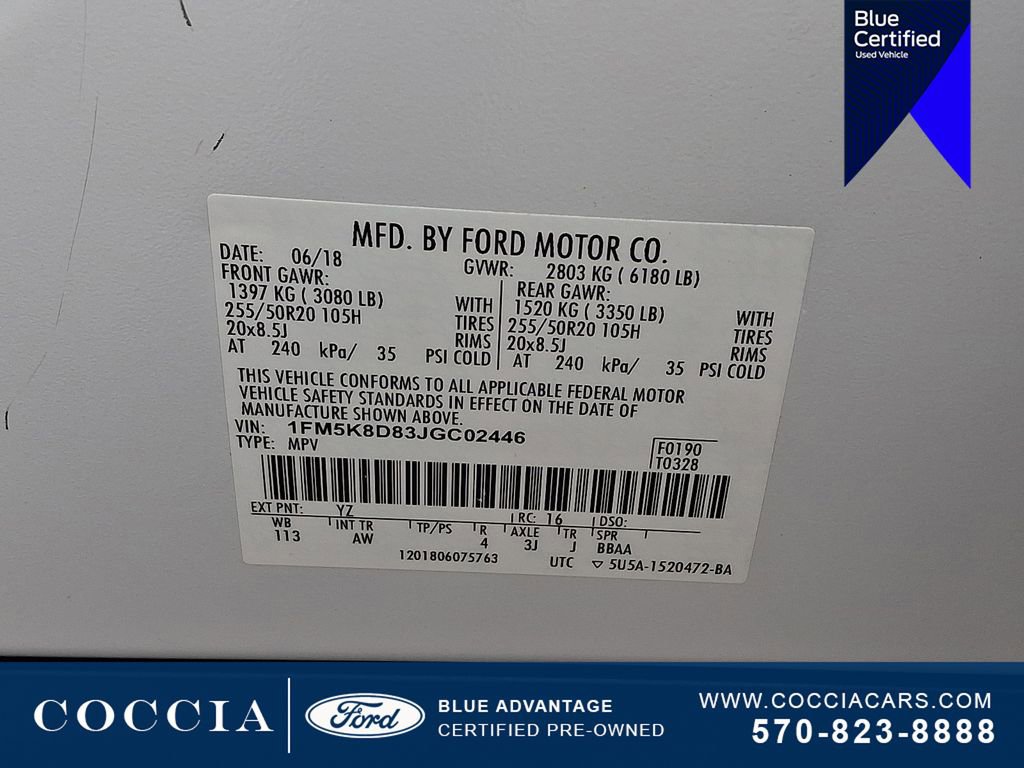 Blue
Certified
Used Vehicle
MFD. BY FORD MOTOR CO.
DATE: 06/18 GVWR: 2803 KG ( 6180 LB)
FRONT GAWR: REAR GAWR:
1397 KG ( 3080 LB) WITH 1520 KG ( 3350 LB) WITH
255/50R20 105H TIRES 255/50R20 105H TIRES
20x8.5J RIMS 20x8.5J RIMS
AT 240 kPa/ 35 PSI COLD AT 240 kPa/ 35 PSI COLD
THIS VEHICLE CONFORMS TO ALL APPLICABLE FEDERAL MOTOR
VEHICLE SAFETY STANDARDS IN EFFECT ON THE DATE OF
MANUFACTURE SHOWN ABOVE.
VIN: 1FM5K8D83JGC02446
TYPE: MPV F0190
T0328
EXT PNT: YZ RC: 16 DSO:
WB INT TR TP/PS R AXLE TR SPR
113 AW 4 3J J BBAA
1201806075763 UTC ▽ 5U5A-1520472-BA
COCCIA Ford BLUE ADVANTAGE
CERTIFIED PRE-OWNED
WWW.COCCIACARS.COM
570-823-8888